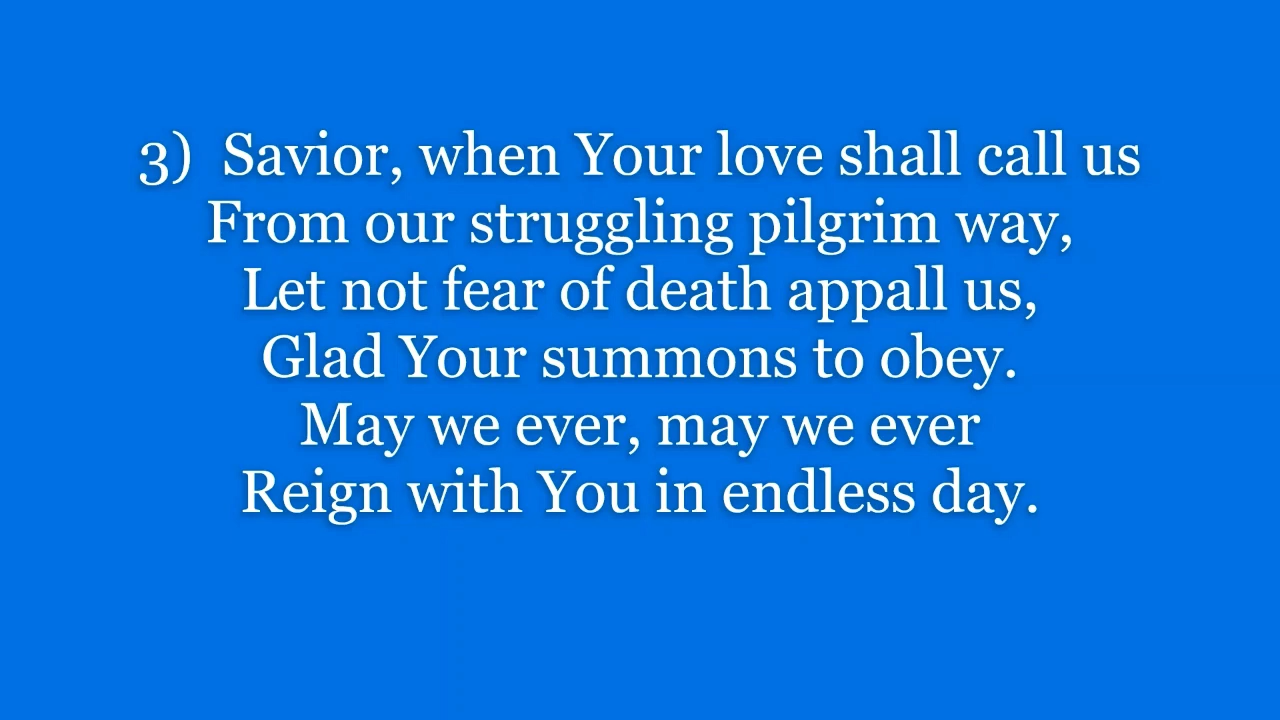 3)  Savior, when Your love shall call us
From our struggling pilgrim way,
Let not fear of death appall us,
Glad Your summons to obey.
May we ever, may we ever
Reign with You in endless day.